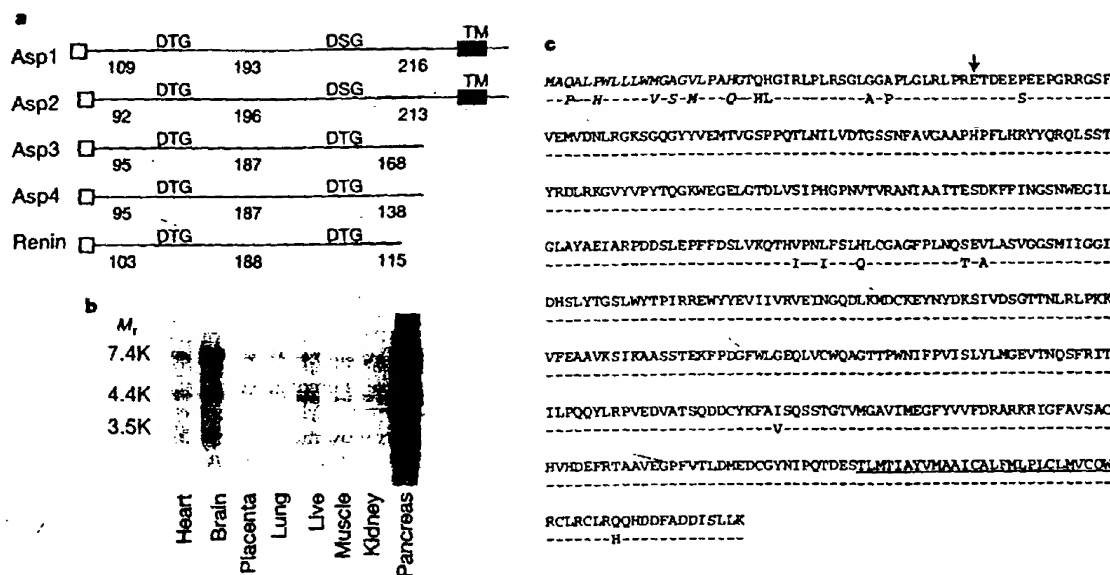 a
DTG DSG TM
Asp1
109 193 216
DTG DSG TM
Asp2
92 196 213
DTG DTG
Asp3
95 187 168
DTG DTG
Asp4
95 187 138
DTG DTG
Renin
103 188 115
b
Mr
7.4K
4.4K
3.5K
Heart
Brain
Placenta
Lung
Live
Muscle
Kidney
Pancreas
c
MAQALPWLLLWMGAGVLPAHGTQHGIRLPLRSGLGGAPLGLRLPRETDEEPEEPGRRGSF
--P--H-----V-S-M---Q-HL---------A-P-------------S-----------
VEMVDNLRGKSGQGYYVEMTVGSPPQTLNILVDTGSSNFAVGAAPHPFLHRYYQRQLSST
------------------------------------------------------------
YRDLRKGVYVPYTQGKWEGELGTDLVSIPHGPNVTVRANIAAITESDKFFINGSNWEGIL
------------------------------------------------------------
GLAYAEIARPDDSLEPFFDSLVKQTHVPNLFSLHLCGAGFPLNQSEVLASVGGSMIIGGI
--------------------------I--I---Q----------T-A-------------
DHSLYTGSLWYTPIRREWYYEVIIVRVEINGQDLKMDCKEYNYDKSIVDSGTTNLRLPKK
------------------------------------------------------------
VFEAAVKSIKAASSTEKFPDGFWLGEQLVCWQAGTTPWNIFPVISLYLMGEVTNQSFRIT
------------------------------------------------------------
ILPQQYLRPVEDVATSQDDCYKFAISQSSTGTVMGAVIMEGFYVVFDRARKRIGFAVSAC
------------------------V-----------------------------------
HVHDEFRTAAVEGPFVTLDMEDCGYNIPQTDESTLMTIAYVMAAICALFMLPLCLMVCQW
------------------------------------------------------------
RCLRCLRQQHDDFADDISLLK
-------H-------------